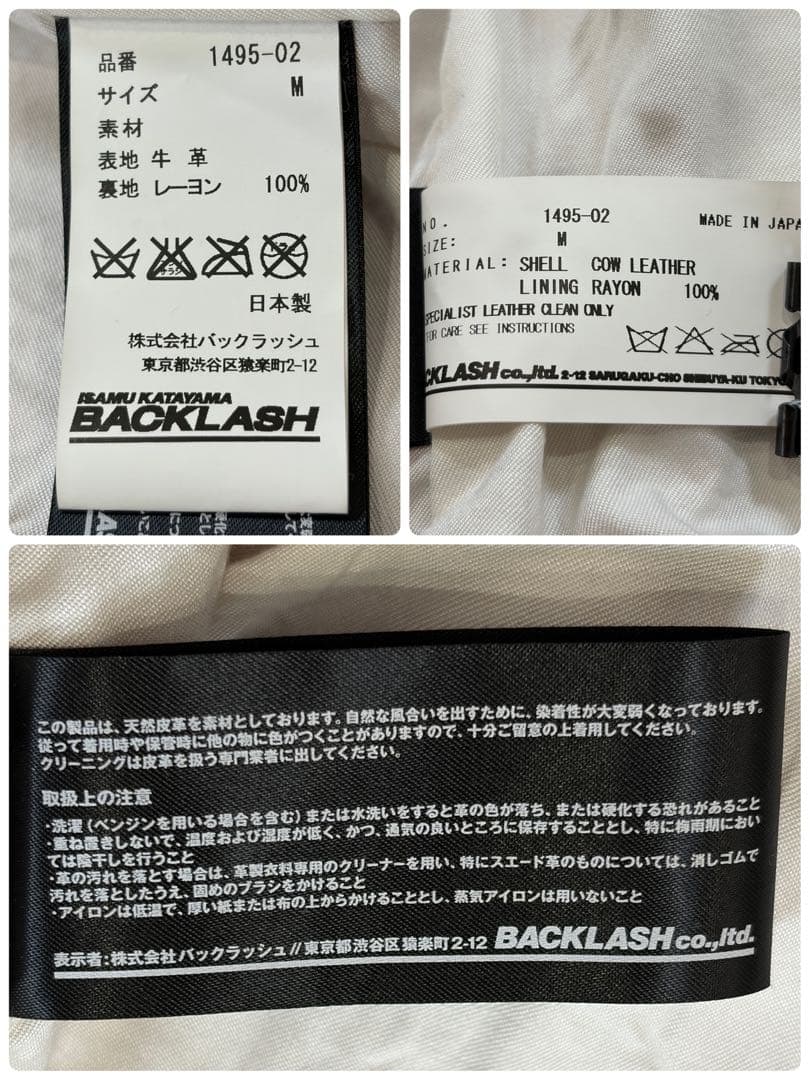 品番 1495-02
サイズ M
素材
表地 牛 革
裏地 レーヨン 100%
日本製
株式会社バックラッシュ
東京都渋谷区猿楽町2-12
ISAMU KATAYAMA
BACKLASH
NO. 1495-02 MADE IN JAPA
SIZE: M
MATERIAL: SHELL COW LEATHER
LINING RAYON 100%
SPECIALIST LEATHER CLEAN ONLY
FOR CARE SEE INSTRUCTIONS
CKLASH co.,ltd. 2-12 SARUGAKU-CHO SHIBUYA-KU TOKYO
この製品は、天然皮革を素材としております。自然な風合いを出すために、染着性が大変弱くなっております。
従って着用時や保管時に他の物に色がつくことがありますので、十分ご留意の上着用してください。
クリーニングは皮革を扱う専門業者に出してください。
取扱上の注意
・洗濯(ベンジンを用いる場合を含む)または水洗いをすると革の色が落ち、または硬化する恐れがあること
・重ね置きしないで、温度および湿度が低く、かつ、通気の良いところに保存することとし、特に梅雨期におい
ては陰干しを行うこと
・革の汚れを落とす場合は、革製衣料専用のクリーナーを用い、特にスエード革のものについては、消しゴムで
汚れを落としたうえ、固めのブラシをかけること
・アイロンは低温で、厚い紙または布の上からかけることとし、蒸気アイロンは用いないこと
表示者:株式会社バックラッシュ//東京都渋谷区猿楽町2-12 BACKLASH co.,ltd.